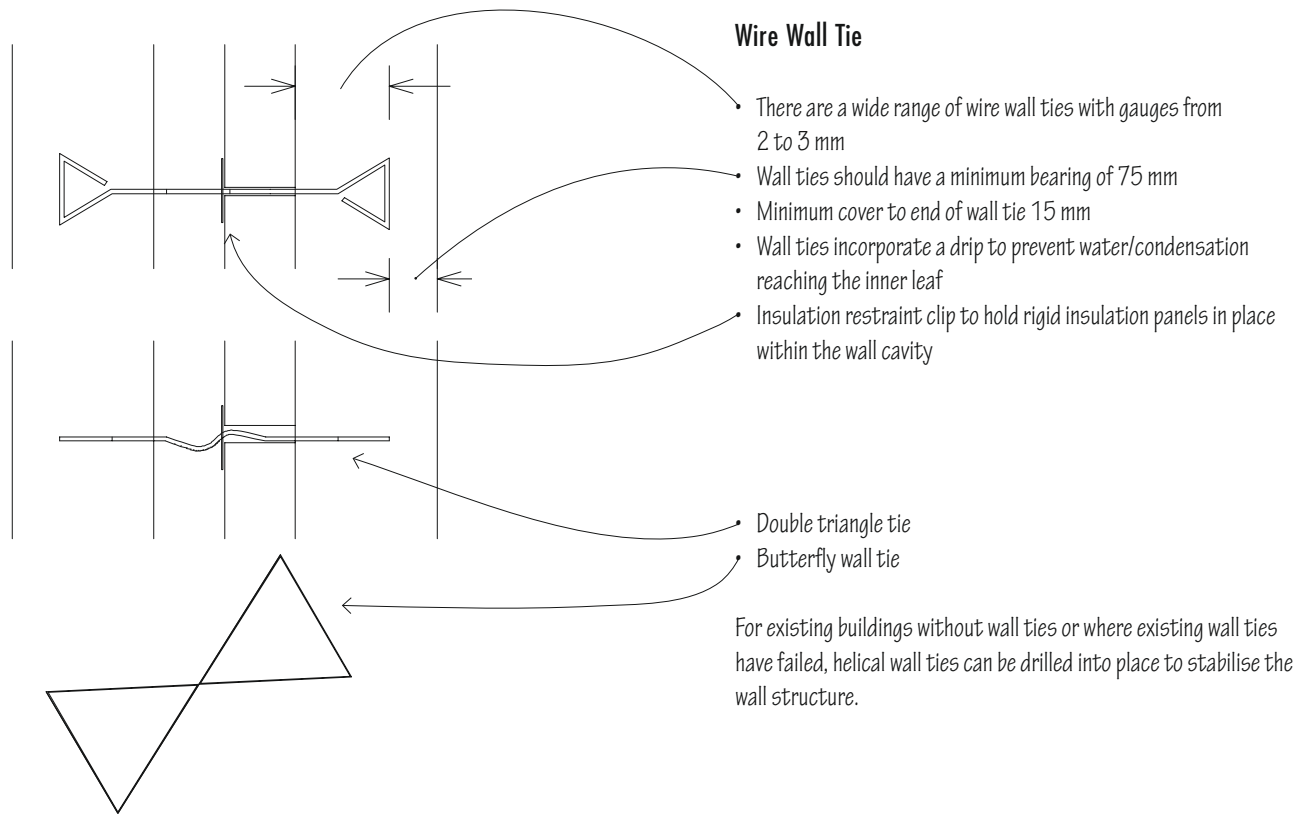 Wire Wall Tie
• There are a wide range of wire wall ties with gauges from
2 to 3 mm
• Wall ties should have a minimum bearing of 75 mm
• Minimum cover to end of wall tie 15 mm
• Wall ties incorporate a drip to prevent water/condensation
reaching the inner leaf
• Insulation restraint clip to hold rigid insulation panels in place
within the wall cavity
• Double triangle tie
• Butterfly wall tie
For existing buildings without wall ties or where existing wall ties
have failed, helical wall ties can be drilled into place to stabilise the
wall structure.